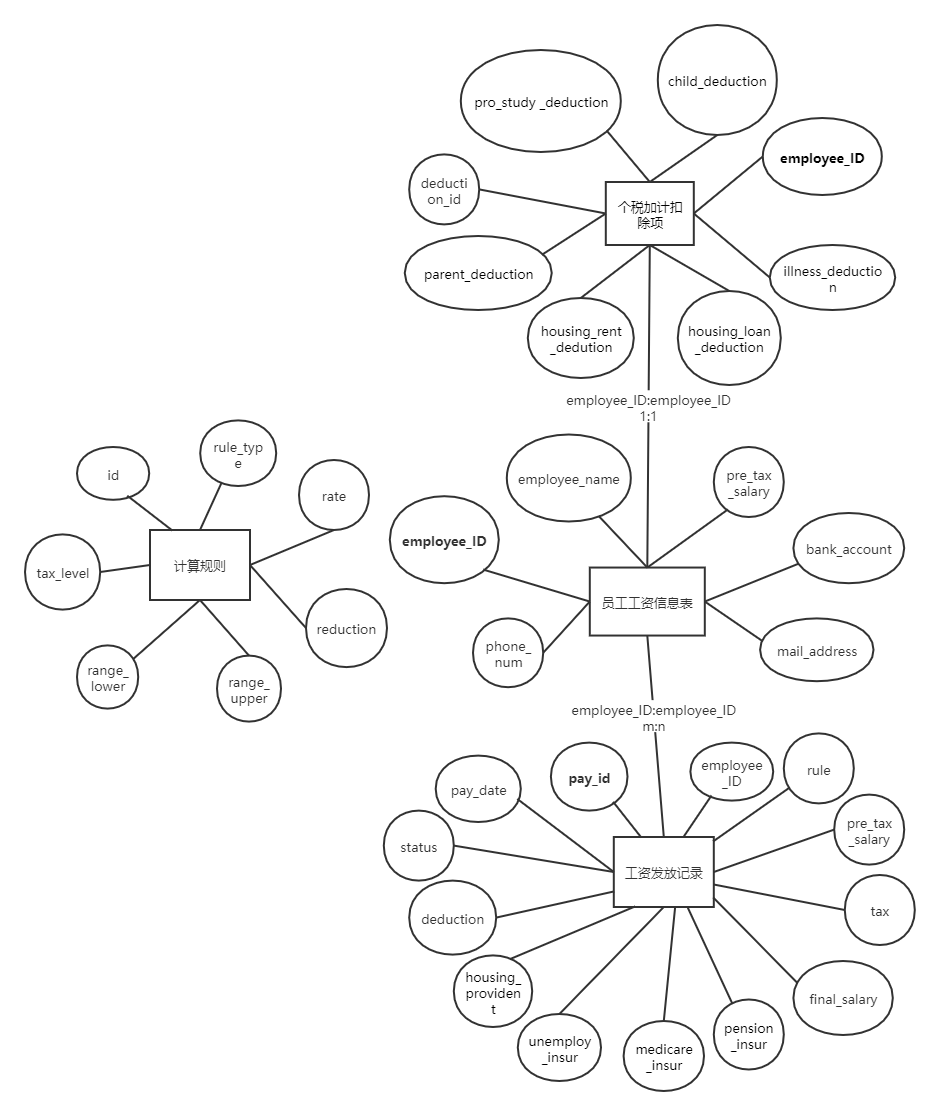 child_deduction
pro_study _deduction
employee_ID
deducti
on_id
个税加计扣
除项
parent_deduction
illness_deductio
n
housing_rent
_dedution
housing_loan
_deduction
employee_ID:employee_ID
1:1
rule_typ
e
id
rate
employee_name
pre_tax
_salary
employee_ID
bank_account
计算规则
tax_level
员工工资信息表
reduction
phone_
num
mail_address
range_
lower
range_
upper
employee_ID:employee_ID
m:n
pay_id
employee
_ID
rule
pay_date
pre_tax
_salary
status
工资发放记录
deduction
tax
housing_
providen
t
final_salary
unemploy
_insur
medicare
_insur
pension
_insur